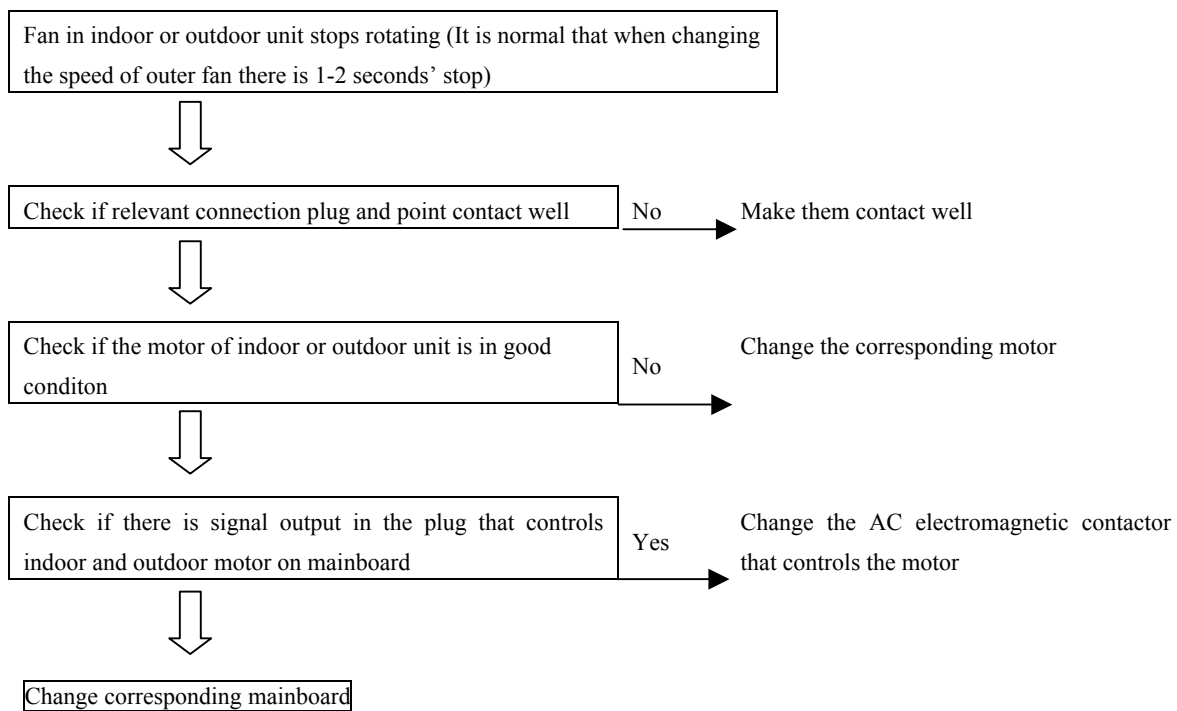 Fan in indoor or outdoor unit stops rotating (It is normal that when changing
the speed of outer fan there is 1-2 seconds’ stop)
Check if relevant connection plug and point contact well
No
Make them contact well
Check if the motor of indoor or outdoor unit is in good
conditon
No
Change the corresponding motor
Check if there is signal output in the plug that controls
indoor and outdoor motor on mainboard
Yes
Change the AC electromagnetic contactor
that controls the motor
Change corresponding mainboard